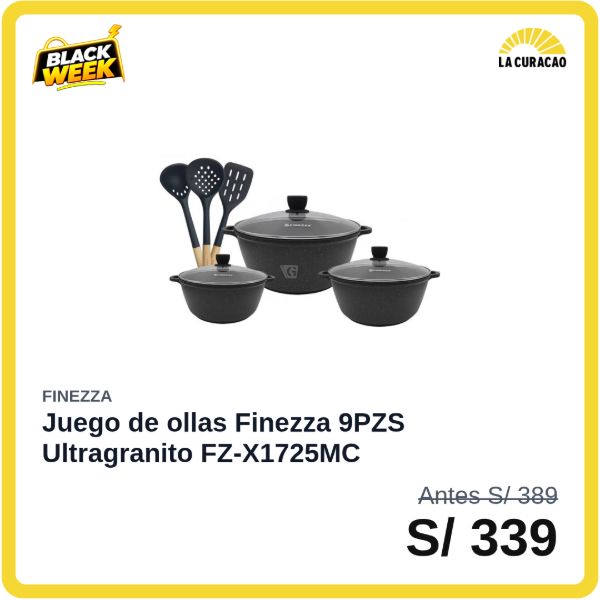 BLACK
WEEK
LA CURACAO
FINEZZA
Juego de ollas Finezza 9PZS
Ultragranito FZ-X1725MC
Antes S/ 389
S/ 339